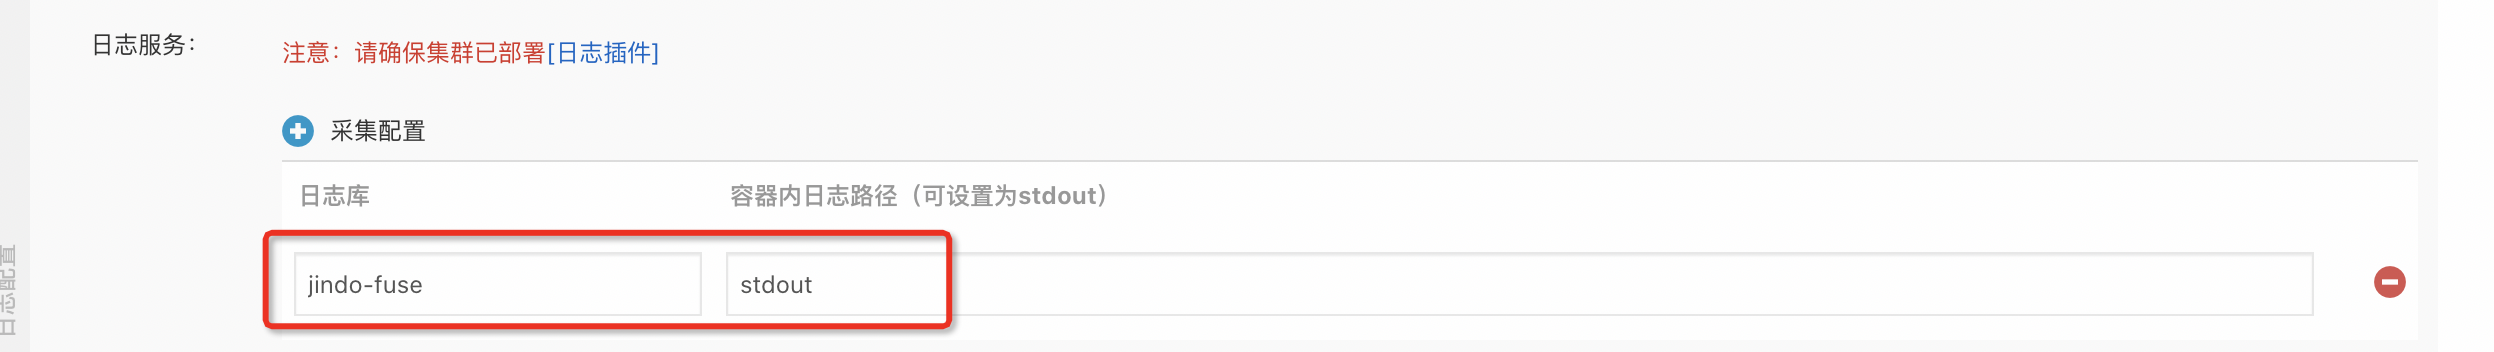 日志服务:
注意：请确保集群已部署[日志插件]
采集配置
日志库
容器内日志路径（可设置为stdout）
jindo-fuse
stdout
日志配置